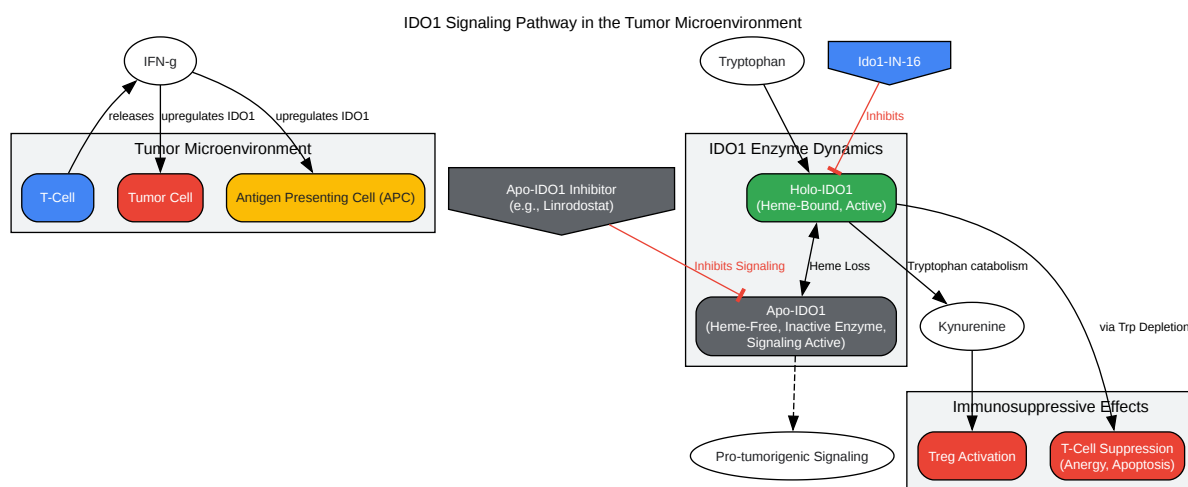 IDO1 Signaling Pathway in the Tumor Microenvironment
IFN-g
Tryptophan
Ido1-IN-16
releases
upregulates IDO1
upregulates IDO1
Inhibits
Tumor Microenvironment
IDO1 Enzyme Dynamics
T-Cell
Tumor Cell
Antigen Presenting Cell (APC)
Apo-IDO1 Inhibitor
(e.g., Linrodostat)
Holo-IDO1
(Heme-Bound, Active)
Inhibits Signaling
Heme Loss
Tryptophan catabolism
Apo-IDO1
(Heme-Free, Inactive Enzyme,
Signaling Active)
Kynurenine
via Trp Depletion
Immunosuppressive Effects
Pro-tumorigenic Signaling
Treg Activation
T-Cell Suppression
(Anergy, Apoptosis)